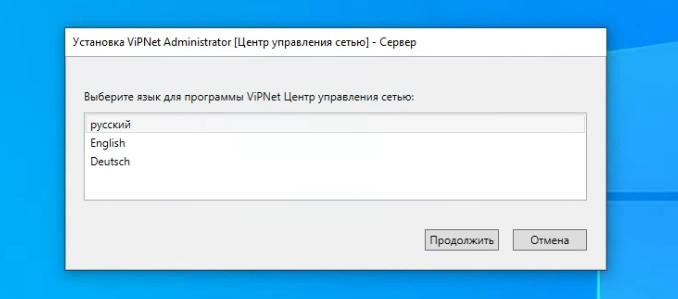 Установка ViPNet Administrator [Центр управления сетью] - Сервер
Выберите язык для программы ViPNet Центр управления сетью:
русский
English
Deutsch
Продолжить
Отмена